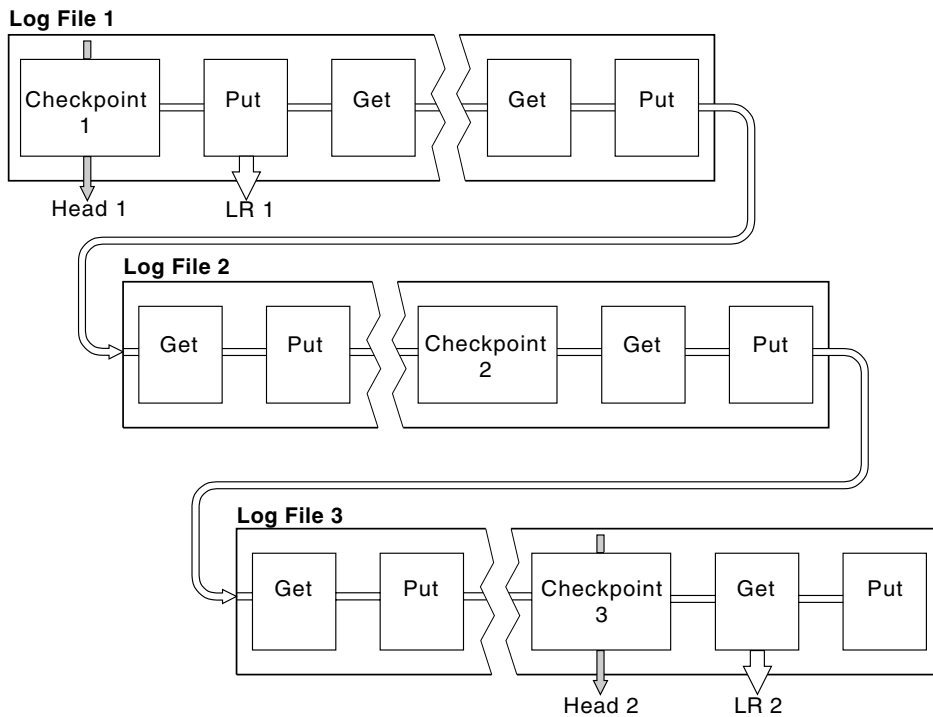 Log File 1
Checkpoint
1
Put
Get
Get
Put
Head 1
LR 1
Log File 2
Get
Put
Checkpoint
2
Get
Put
Log File 3
Get
Put
Checkpoint
3
Get
Put
Head 2
LR 2